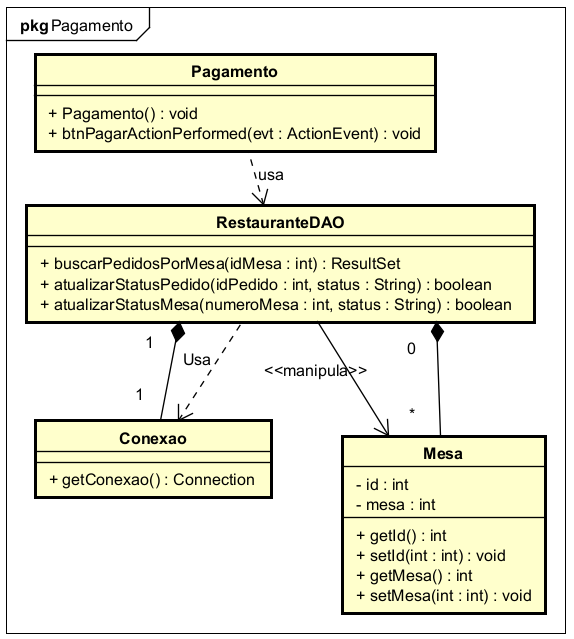 pkg Pagamento
Pagamento
+ Pagamento() : void
+ btnPagarActionPerformed(evt : ActionEvent) : void
usa
RestauranteDAO
+ buscarPedidosPorMesa(idMesa : int) : ResultSet
+ atualizarStatusPedido(idPedido : int, status : String) : boolean
+ atualizarStatusMesa(numeroMesa : int, status : String) : boolean
1
0
Usa
<<manipula>>
1
*
Conexao
+ getConexao() : Connection
Mesa
- id : int
- mesa : int
+ getId() : int
+ setId(int : int) : void
+ getMesa() : int
+ setMesa(int : int) : void